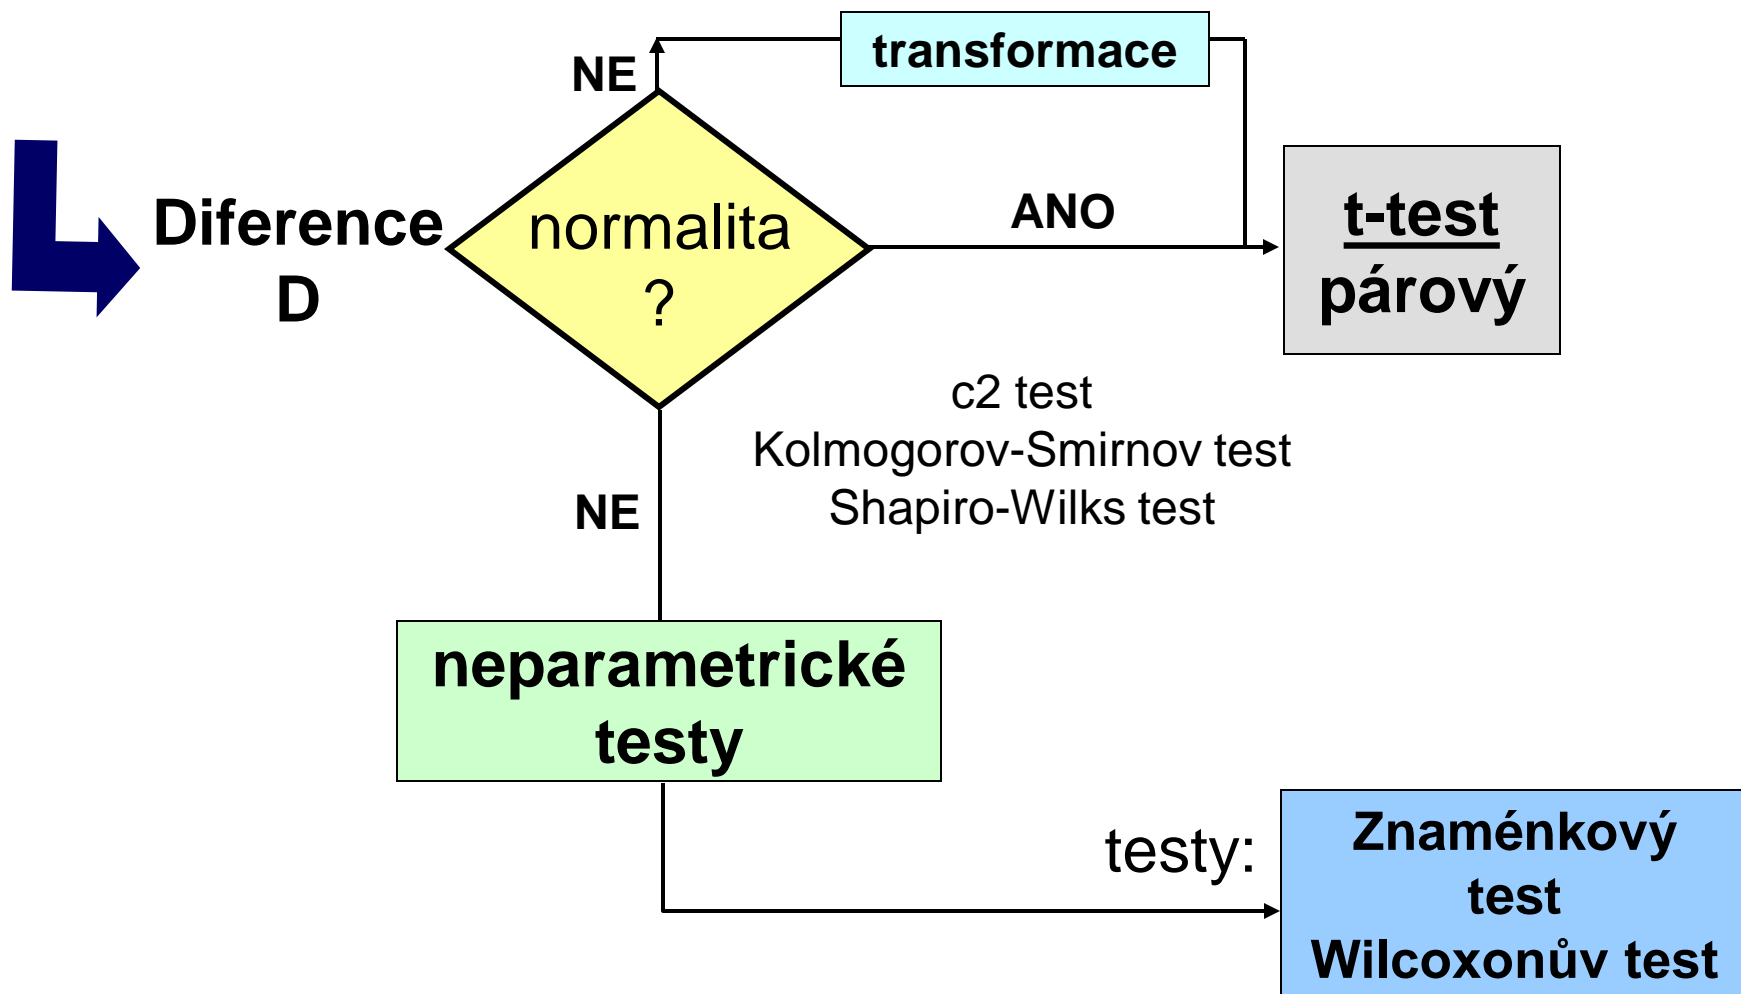 transformace
NE
Diference
D
normalita
?
ANO
t-test
párový
c2 test
Kolmogorov-Smirnov test
Shapiro-Wilks test
NE
neparametrické
testy
testy:
Znaménkový
test
Wilcoxonův test